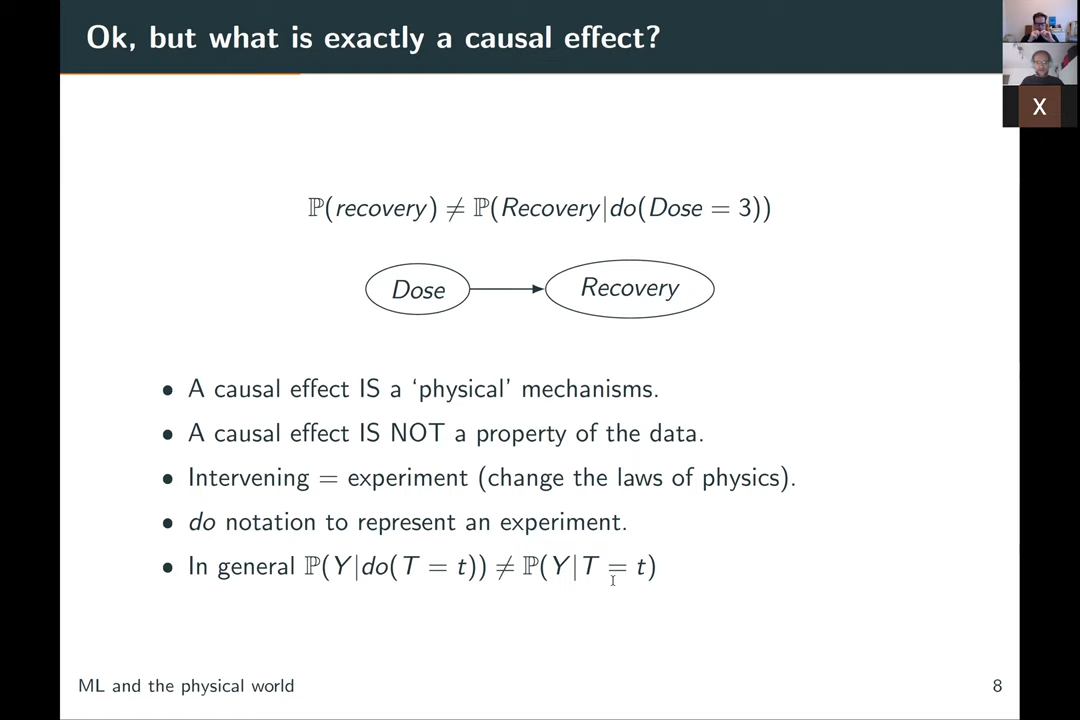 Ok, but what is exactly a causal effect?
X
ℙ(recovery) ≠ ℙ(Recovery|do(Dose = 3))
Dose
Recovery
• A causal effect IS a ‘physical’ mechanisms.
• A causal effect IS NOT a property of the data.
• Intervening = experiment (change the laws of physics).
• do notation to represent an experiment.
• In general ℙ(Y|do(T = t)) ≠ ℙ(Y|T = t)
ML and the physical world
8